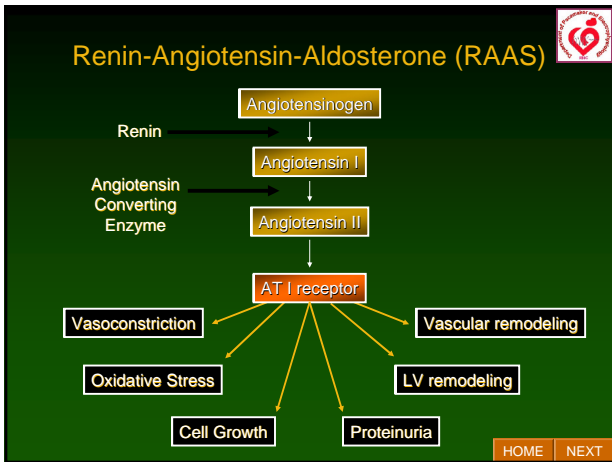 Renin-Angiotensin-Aldosterone (RAAS)
Angiotensinogen
Renin
Angiotensin I
Angiotensin
Converting
Enzyme
Angiotensin II
AT I receptor
Vasoconstriction
Vascular remodeling
Oxidative Stress
LV remodeling
Cell Growth
Proteinuria
HOME
NEXT